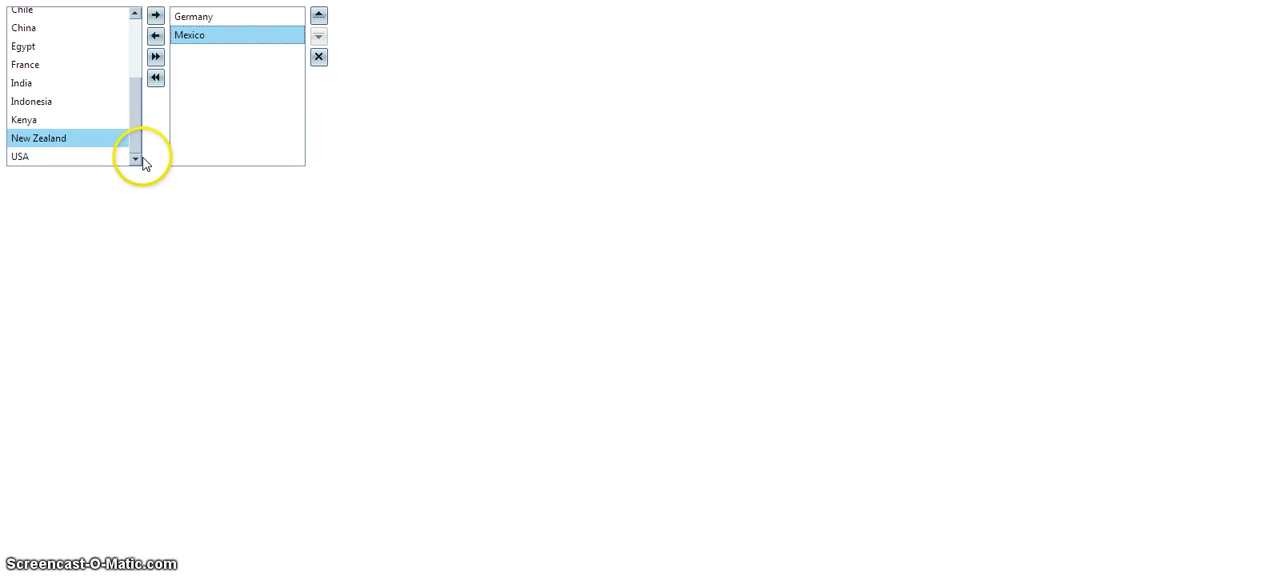 Chile
China
Egypt
France
India
Indonesia
Kenya
New Zealand
USA
Germany
Mexico
Screencast-O-Matic.com